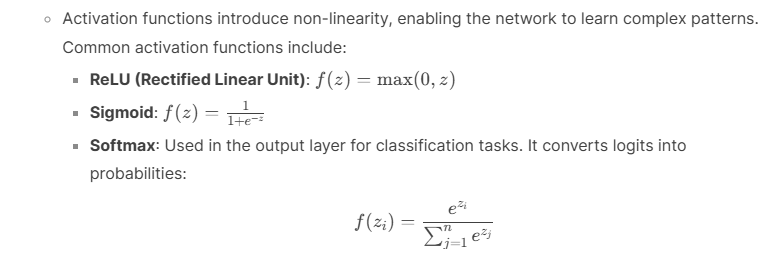 Activation functions introduce non-linearity, enabling the network to learn complex patterns.
Common activation functions include:
ReLU (Rectified Linear Unit): f(z) = max(0, z)
Sigmoid: f(z) = \frac{1}{1+e^{-z}}
Softmax: Used in the output layer for classification tasks. It converts logits into
probabilities:
f(z_i) = \frac{e^{z_i}}{\sum_{j=1}^{n} e^{z_j}}